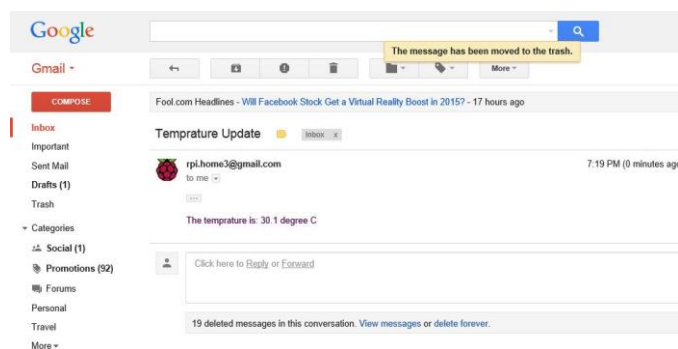 Google
The message has been moved to the trash.
Gmail
More
COMPOSE
Fool.com Headlines - Will Facebook Stock Get a Virtual Reality Boost in 2015? - 17 hours ago
Inbox
Temprature Update Inbox x
Important
Sent Mail
rpi.home3@gmail.com 7:19 PM (0 minutes ago
to me
Drafts (1)
Trash
...
The temprature is: 30.1 degree C
Categories
Social (1)
Promotions (92)
Click here to Reply or Forward
Forums
Personal
Travel
19 deleted messages in this conversation. View messages or delete forever.
More